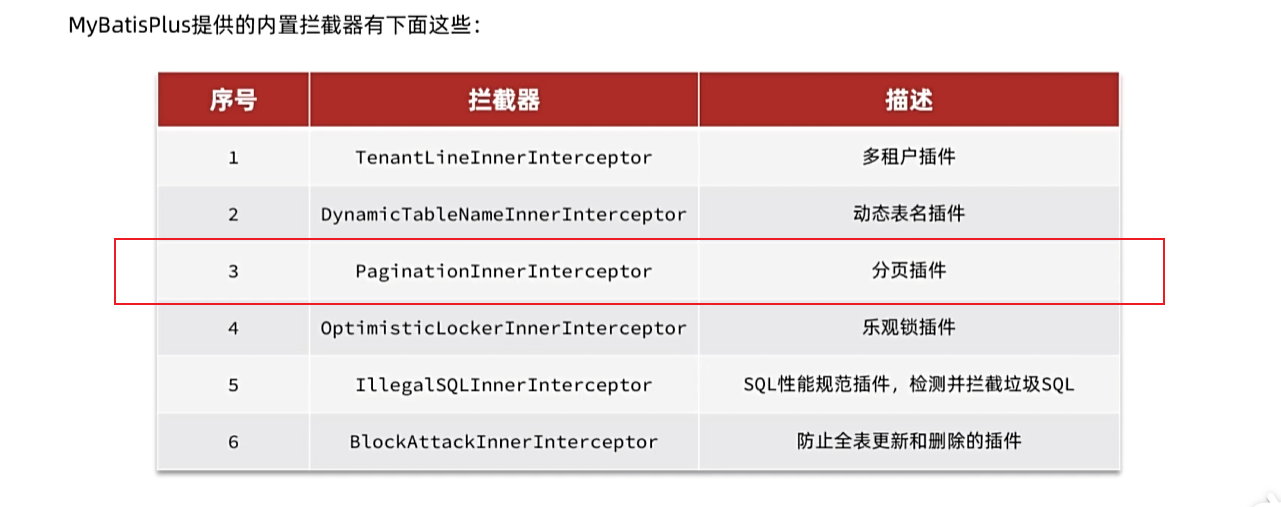 MyBatisPlus提供的内置拦截器有下面这些：
序号 拦截器 描述
1 TenantLineInnerInterceptor 多租户插件
2 DynamicTableNameInnerInterceptor 动态表名插件
3 PaginationInnerInterceptor 分页插件
4 OptimisticLockerInnerInterceptor 乐观锁插件
5 IllegalSQLInnerInterceptor SQL性能规范插件，检测并拦截垃圾SQL
6 BlockAttackInnerInterceptor 防止全表更新和删除的插件